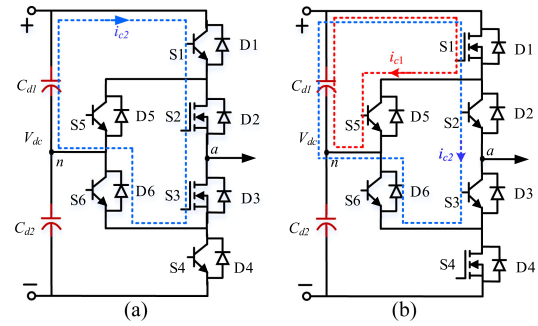 +
i_c2
S1
D1
C_d1
S5
D5
S2
D2
V_dc
n
a
S6
D6
S3
D3
C_d2
S4
D4
−
(a)
+
S1
D1
i_c1
C_d1
S5
D5
S2
D2
V_dc
n
i_c2
a
S6
D6
S3
D3
C_d2
S4
D4
−
(b)